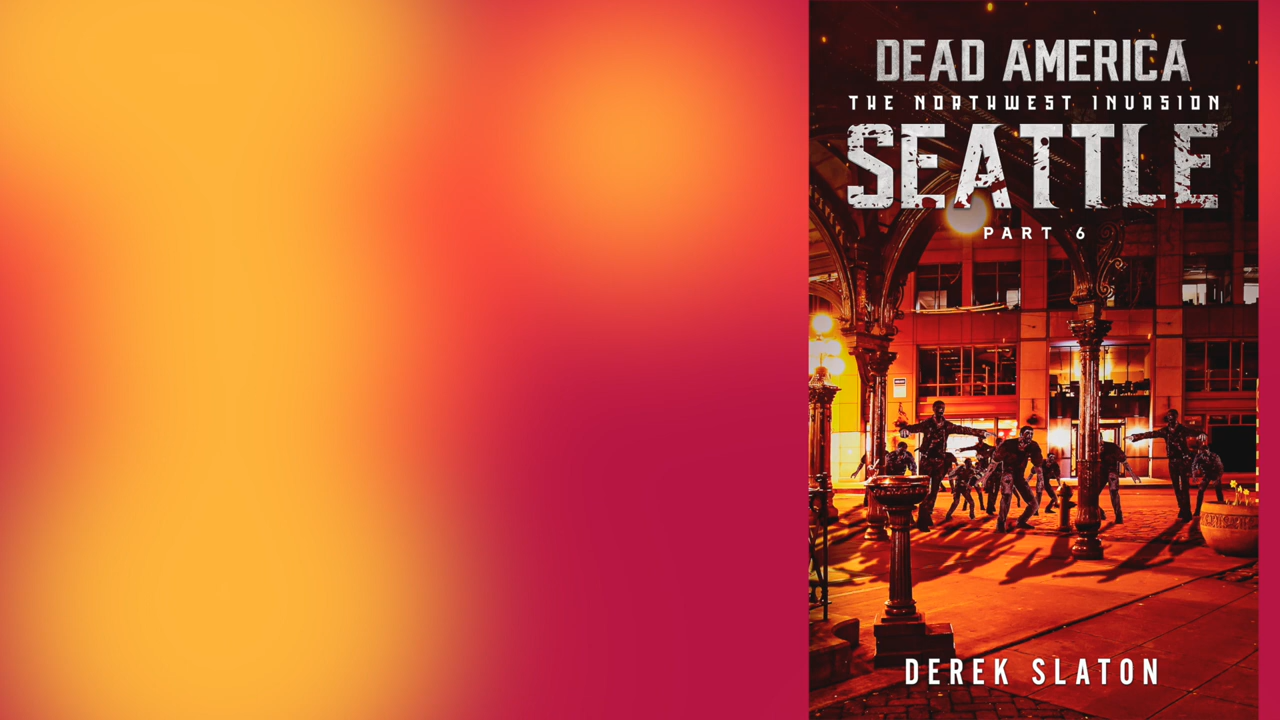 DEAD AMERICA
THE NORTHWEST INVASION
SEATTLE
PART 6
DEREK SLATON